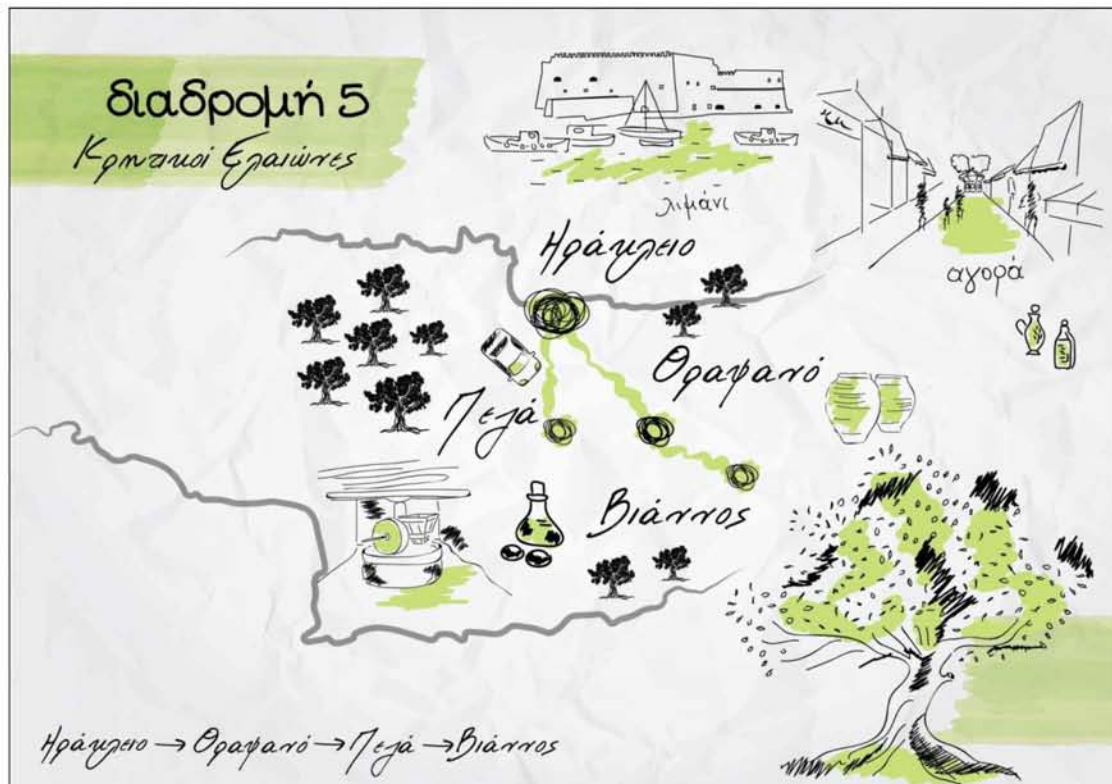 διαδρομή 5
Κρητικοί Ελαιώνες
λιμάνι
Ηράκλειο
αγορά
Θραψανό
Πεζά
Βιάννος
Ηράκλειο → Θραψανό → Πεζά → Βιάννος